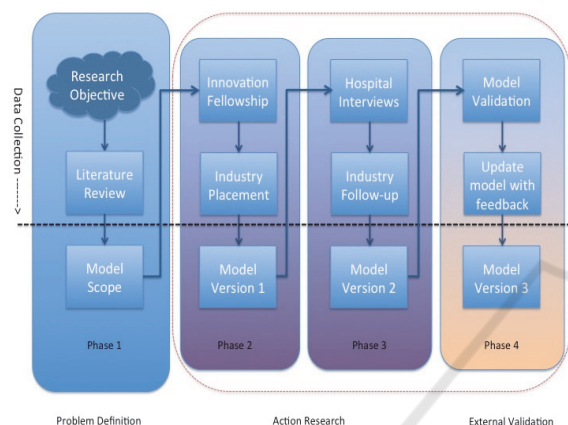 Data Collection ------>
Research
Objective
Literature
Review
Model
Scope
Phase 1
Innovation
Fellowship
Industry
Placement
Model
Version 1
Phase 2
Hospital
Interviews
Industry
Follow-up
Model
Version 2
Phase 3
Model
Validation
Update
model with
feedback
Model
Version 3
Phase 4
Problem Definition
Action Research
External Validation